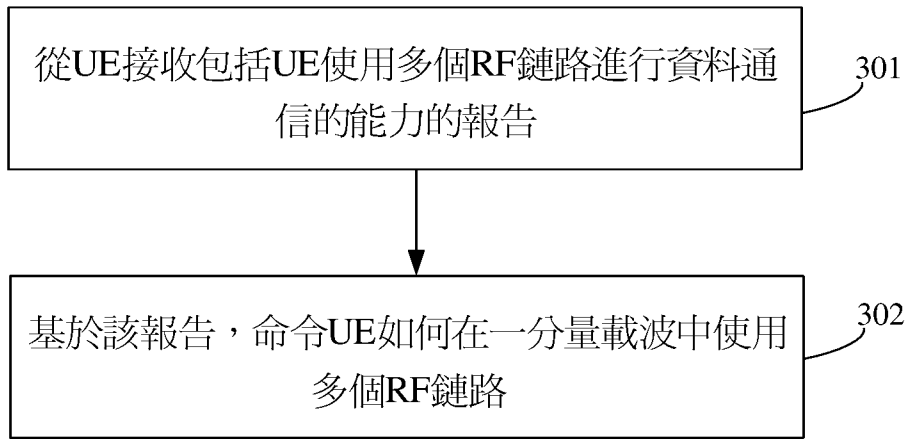 從UE接收包括UE使用多個RF鏈路進行資料通
信的能力的報告
301
基於該報告，命令UE如何在一分量載波中使用
多個RF鏈路
302